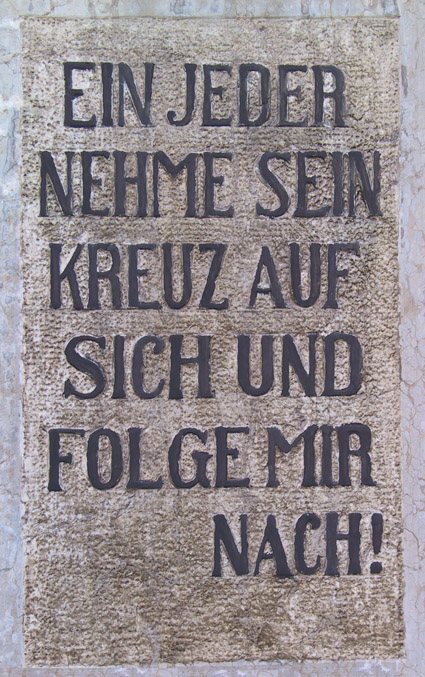 EIN JEDER
NEHME SEIN
KREUZ AUF
SICH UND
FOLGE MIR
NACH!